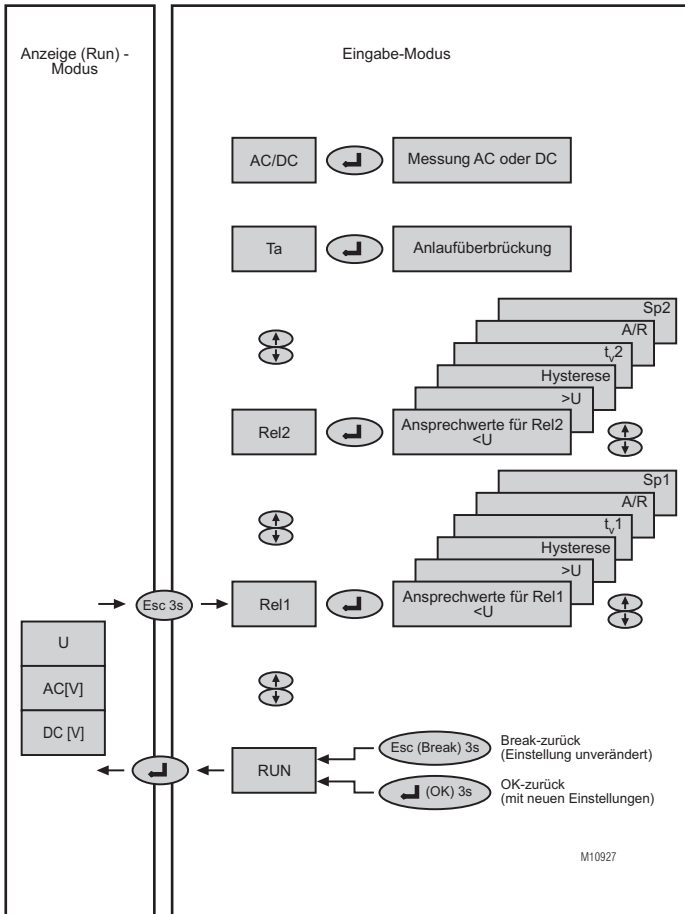 Anzeige (Run) -
Modus
Eingabe-Modus
AC/DC
Messung AC oder DC
Ta
Anlaufüberbrückung
Sp2
A/R
tv2
Hysterese
>U
Rel2
Ansprechwerte für Rel2
<U
Sp1
A/R
tv1
Hysterese
>U
Esc 3s
Rel1
Ansprechwerte für Rel1
<U
U
AC[V]
DC [V]
RUN
Esc (Break) 3s
Break-zurück
(Einstellung unverändert)
(OK) 3s
OK-zurück
(mit neuen Einstellungen)
M10927